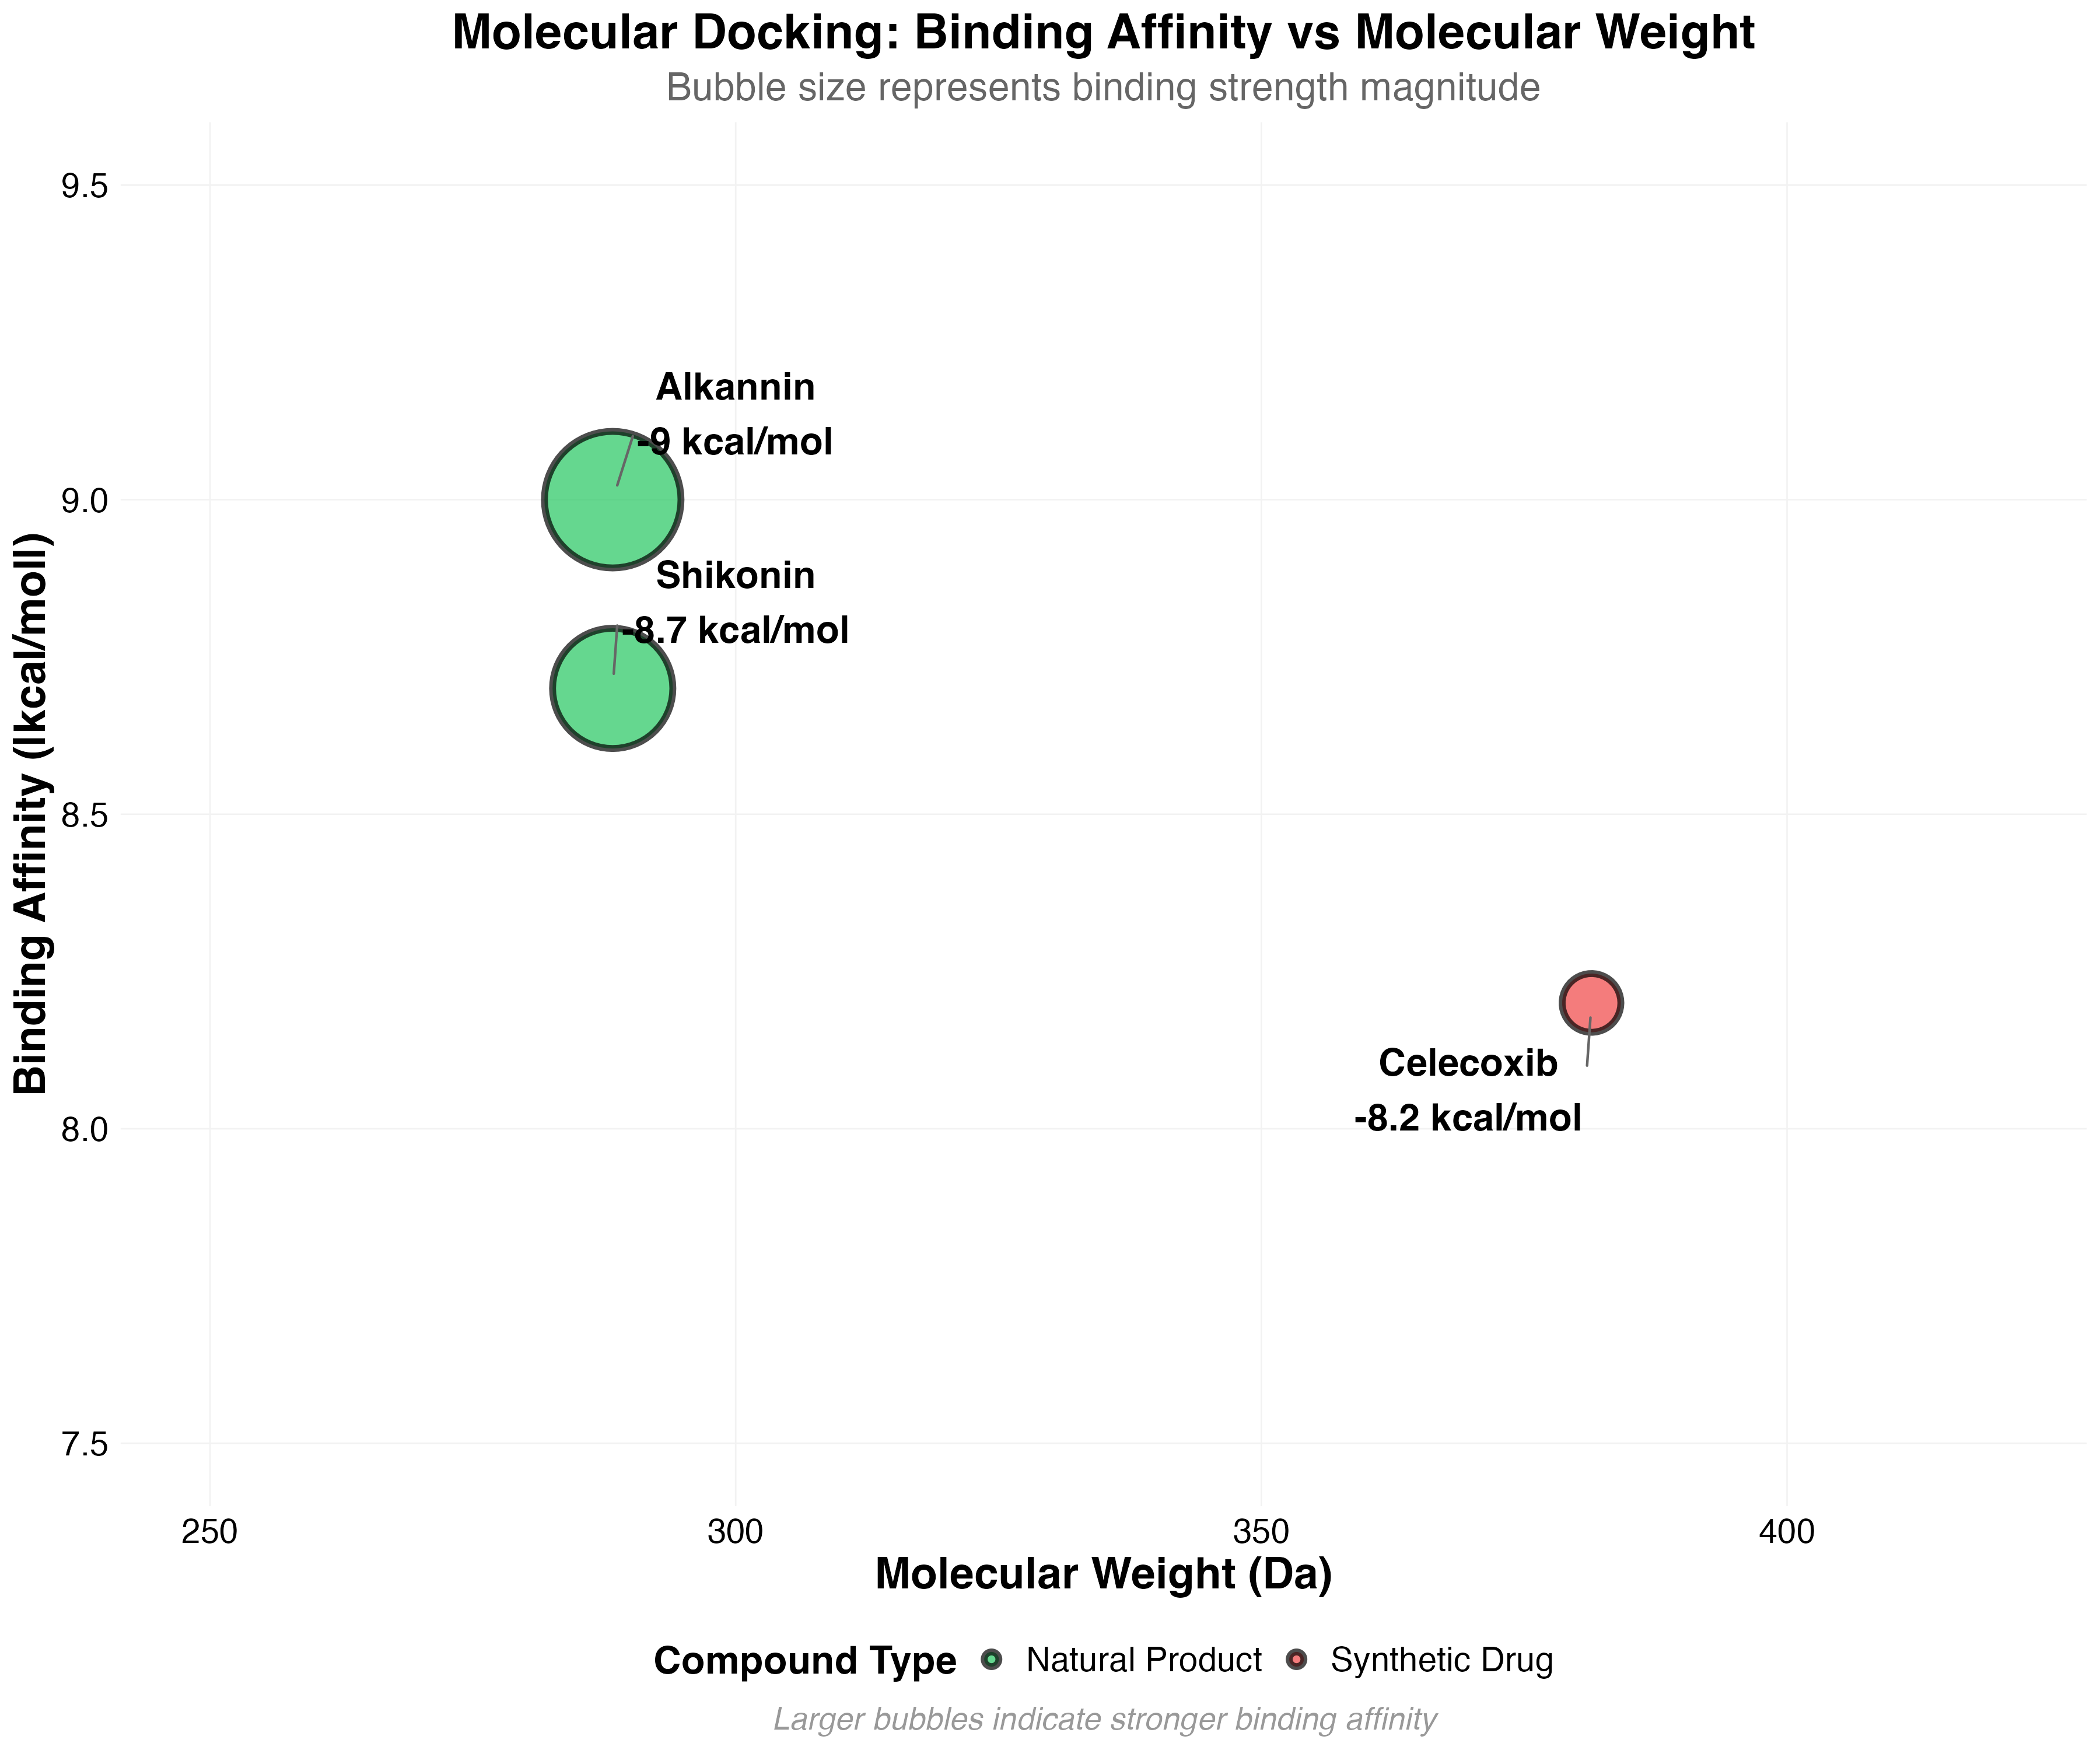 Molecular Docking: Binding Affinity vs Molecular Weight
Bubble size represents binding strength magnitude
Binding Affinity (|kcal/mol|)
9.5
9.0
8.5
8.0
7.5
Alkannin
-9 kcal/mol
Shikonin
-8.7 kcal/mol
Celecoxib
-8.2 kcal/mol
250
300
350
400
Molecular Weight (Da)
Compound Type
Natural Product
Synthetic Drug
Larger bubbles indicate stronger binding affinity